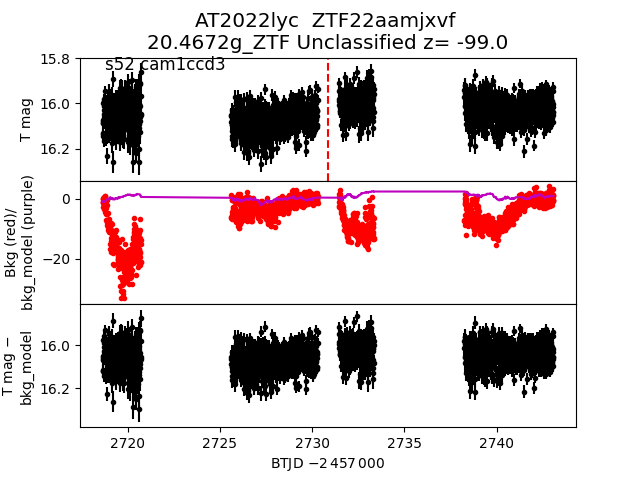 AT2022lyc  ZTF22aamjxvf
20.4672g_ZTF Unclassified z= -99.0
s52 cam1ccd3
15.8
16.0
16.2
T mag
0
−20
Bkg (red)/
bkg_model (purple)
16.0
16.2
T mag −
bkg_model
2720
2725
2730
2735
2740
BTJD −2 457 000